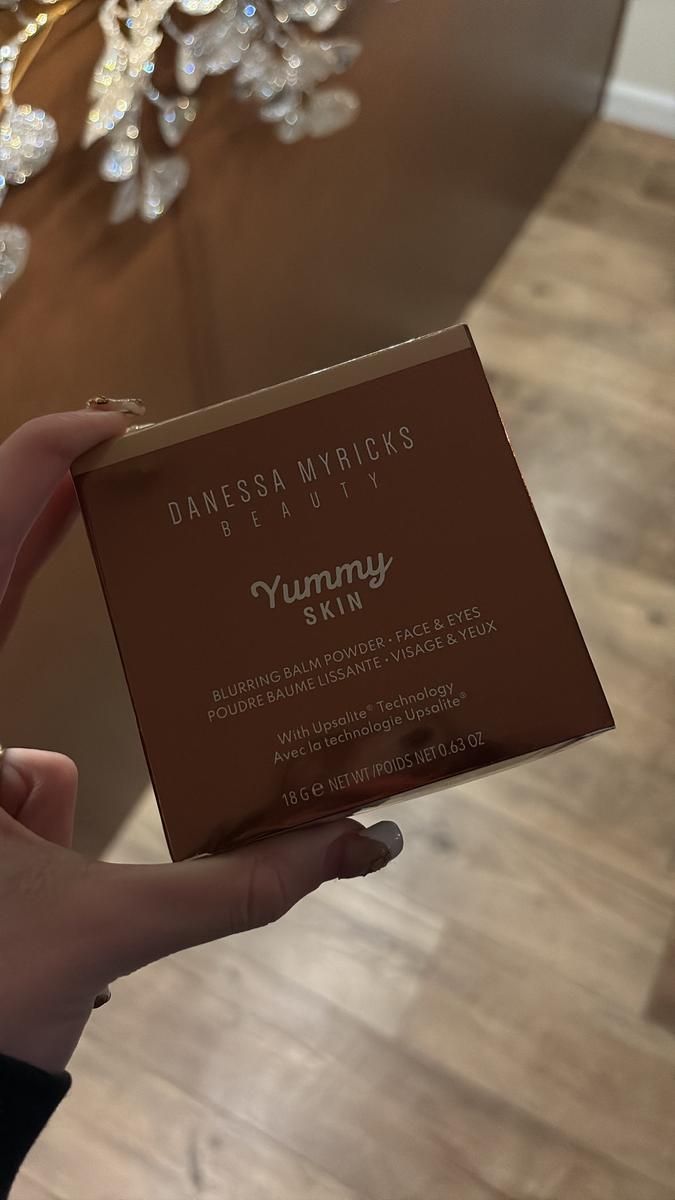 DANESSA MYRICKS
BEAUTY
Yummy
SKIN
BLURRING BALM POWDER • FACE & EYES
POUDRE BAUME LISSANTE • VISAGE & YEUX
With Upsalite® Technology
Avec la technologie Upsalite®
18 G ℮ NET WT/POIDS NET 0.63 OZ